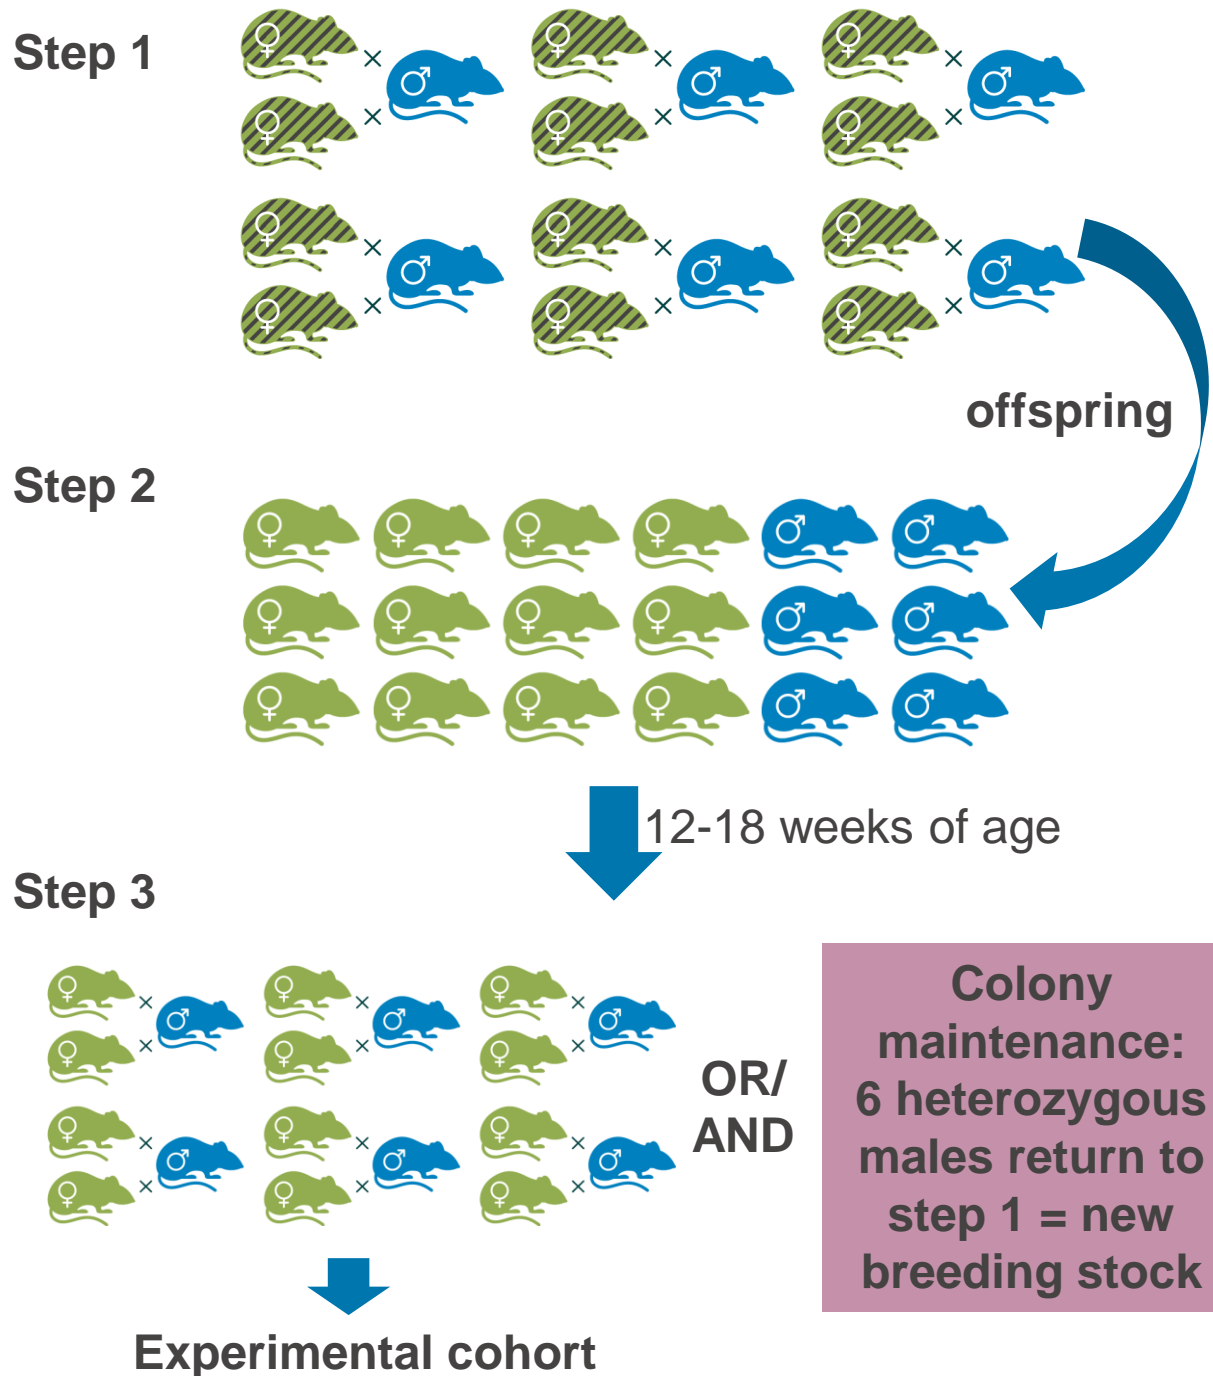 Step 1
offspring
Step 2
12-18 weeks of age
Step 3
OR/
AND
Colony
maintenance:
6 heterozygous
males return to
step 1 = new
breeding stock
Experimental cohort